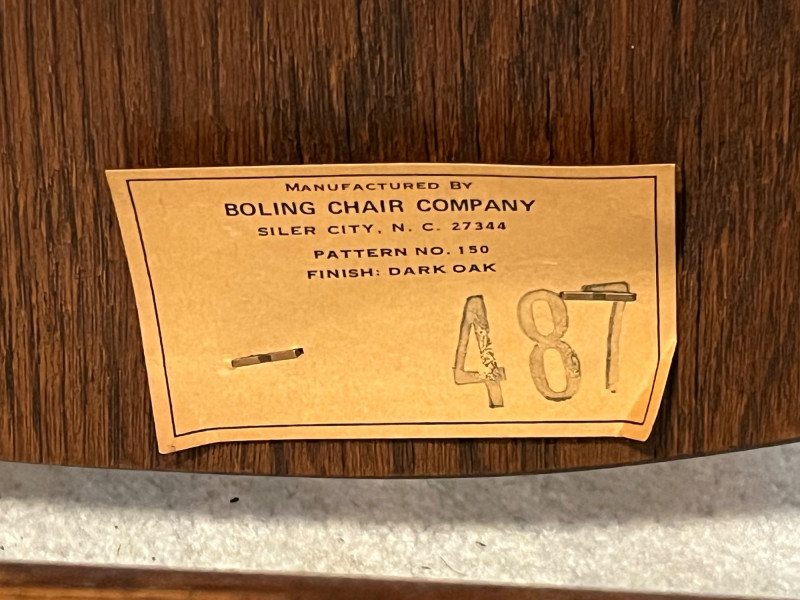 MANUFACTURED BY
BOLING CHAIR COMPANY
SILER CITY, N. C. 27344
PATTERN NO. 150
FINISH: DARK OAK
487